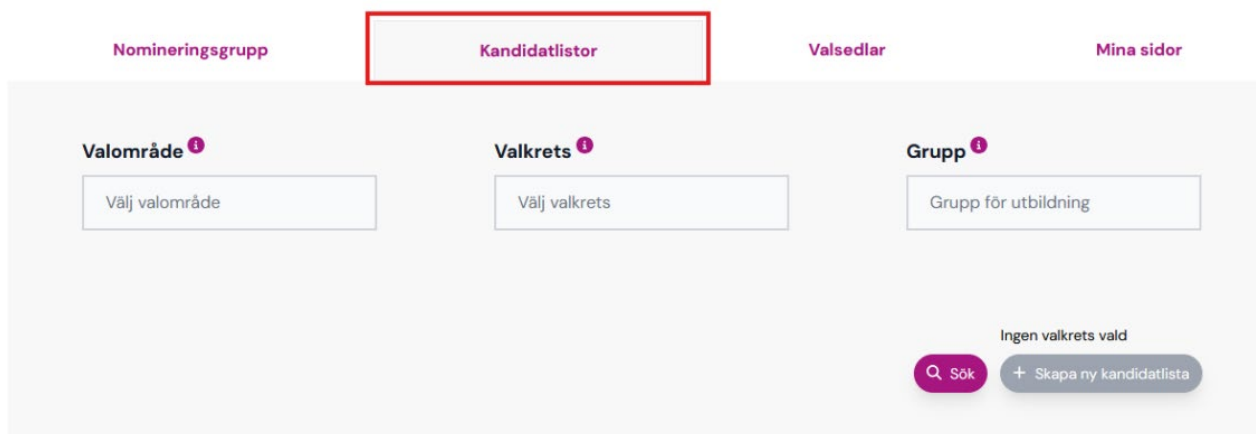 Nomineringsgrupp Kandidatlistor Valsedlar Mina sidor
Valområde Valkrets Grupp
Välj valområde Välj valkrets Grupp för utbildning
Ingen valkrets vald
Sök + Skapa ny kandidatlista